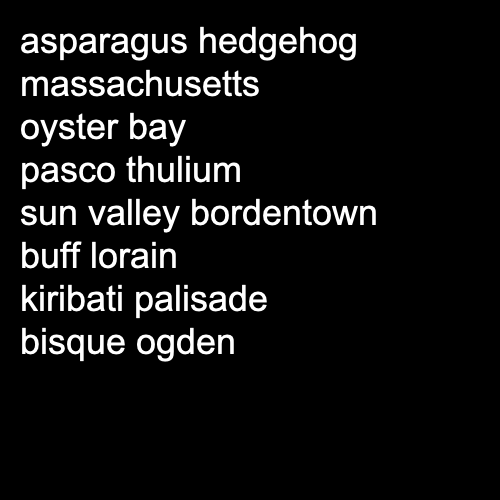 asparagus hedgehog
massachusetts
oyster bay
pasco thulium
sun valley bordentown
buff lorain
kiribati palisade
bisque ogden